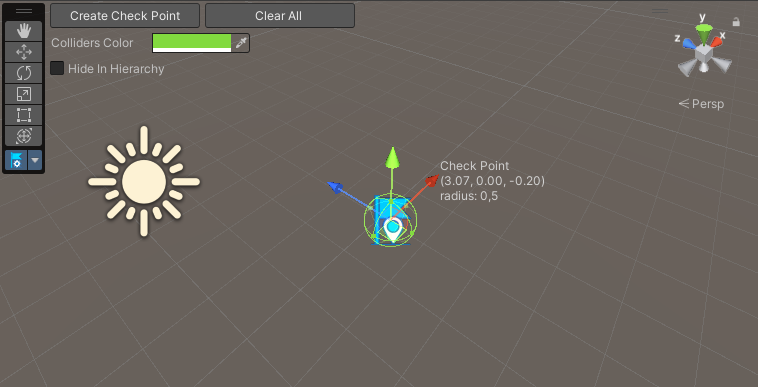 Create Check Point
Clear All
Colliders Color
Hide In Hierarchy
y
z
x
Persp
Check Point
(3.07, 0.00, -0.20)
radius: 0,5